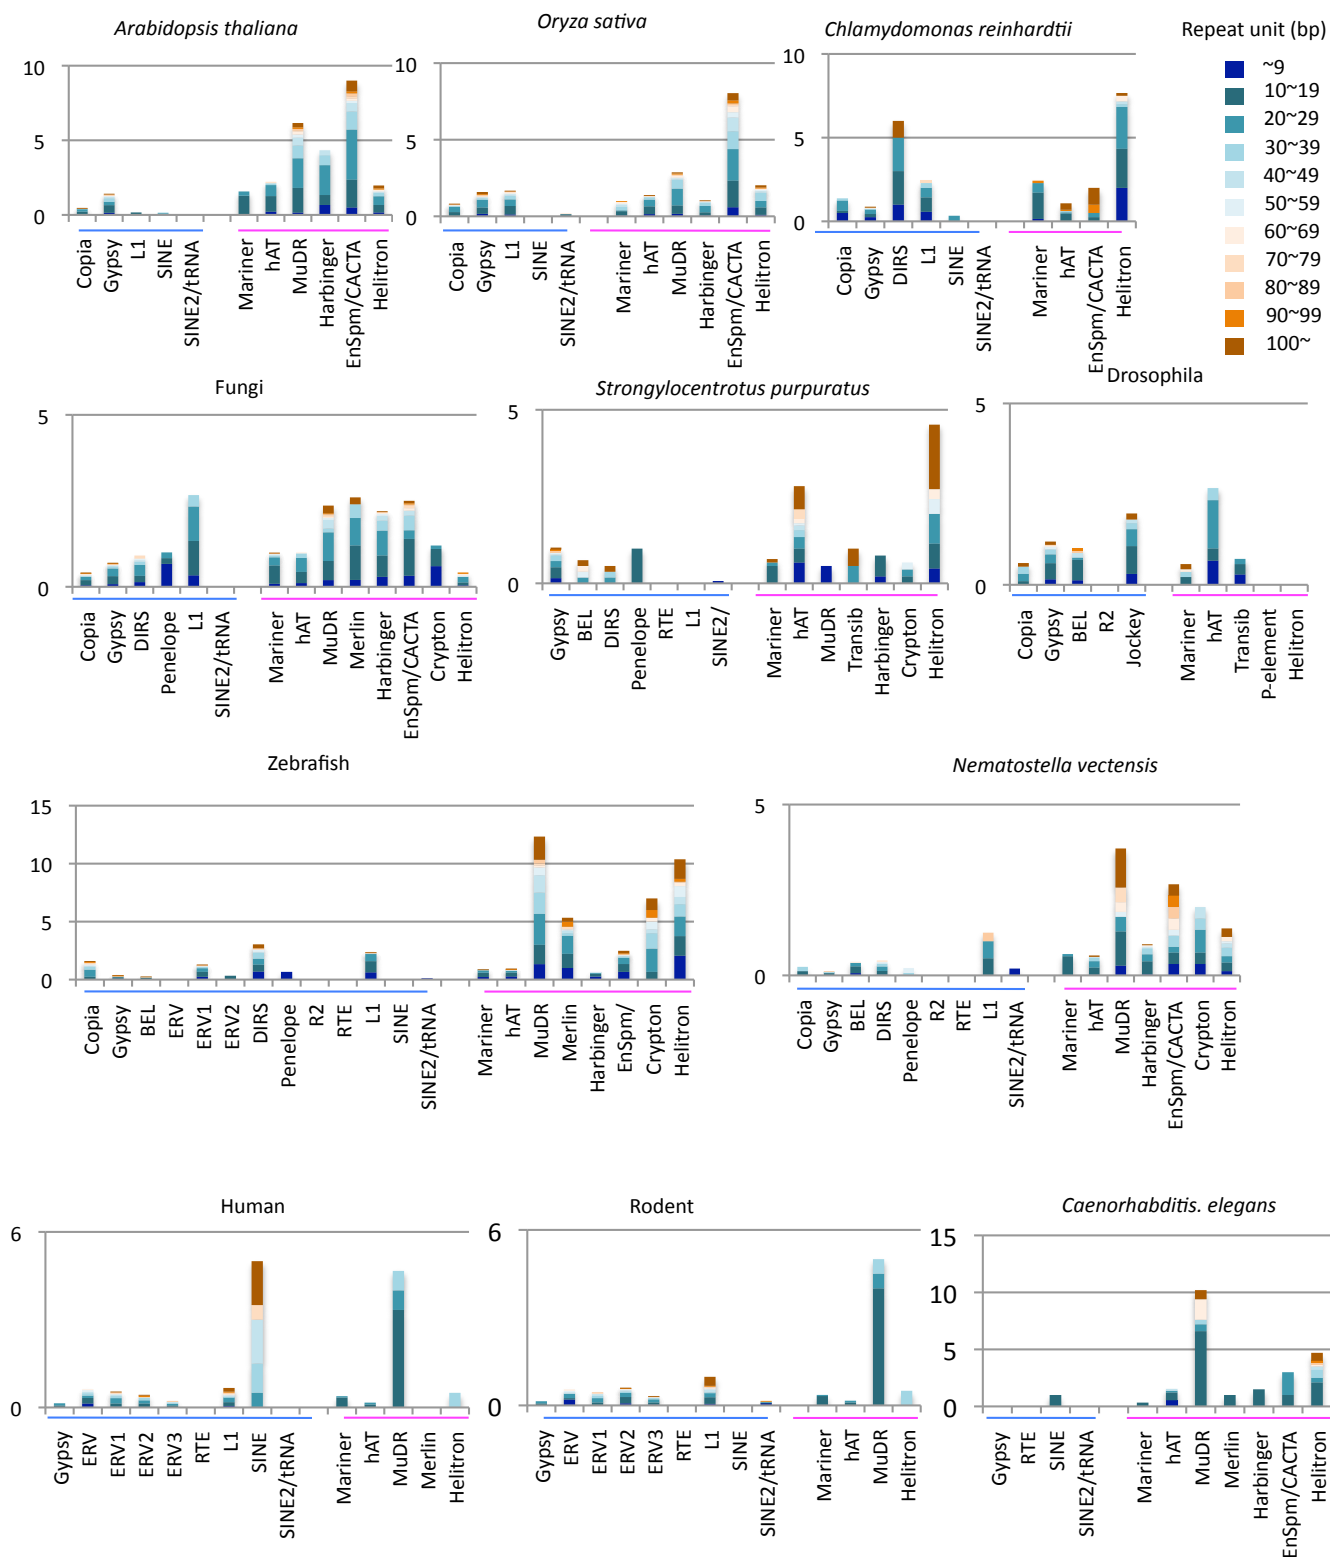 Arabidopsis thaliana
Oryza sativa
Chlamydomonas reinhardtii
Repeat unit (bp)
~9
10~19
20~29
30~39
40~49
50~59
60~69
70~79
80~89
90~99
100~
10
5
0
Copia
Gypsy
L1
SINE
SINE2/tRNA
Mariner
hAT
MuDR
Harbinger
EnSpm/CACTA
Helitron
10
5
0
Copia
Gypsy
L1
SINE
SINE2/tRNA
Mariner
hAT
MuDR
Harbinger
EnSpm/CACTA
Helitron
10
5
0
Copia
Gypsy
DIRS
L1
SINE
SINE2/tRNA
Mariner
hAT
EnSpm/CACTA
Helitron
Fungi
Strongylocentrotus purpuratus
Drosophila
5
0
Copia
Gypsy
DIRS
Penelope
L1
SINE2/tRNA
Mariner
hAT
MuDR
Merlin
Harbinger
EnSpm/CACTA
Crypton
Helitron
5
0
Gypsy
BEL
DIRS
Penelope
RTE
L1
SINE2/
Mariner
hAT
MuDR
Transib
Harbinger
Crypton
Helitron
5
0
Copia
Gypsy
BEL
R2
Jockey
Mariner
hAT
Transib
P-element
Helitron
Zebrafish
Nematostella vectensis
15
10
5
0
Copia
Gypsy
BEL
ERV
ERV1
ERV2
DIRS
Penelope
R2
RTE
L1
SINE
SINE2/tRNA
Mariner
hAT
MuDR
Merlin
Harbinger
EnSpm/
Crypton
Helitron
5
0
Copia
Gypsy
BEL
DIRS
Penelope
R2
RTE
L1
SINE2/tRNA
Mariner
hAT
MuDR
Harbinger
EnSpm/CACTA
Crypton
Helitron
Human
Rodent
Caenorhabditis. elegans
6
0
Gypsy
ERV
ERV1
ERV2
ERV3
RTE
L1
SINE
SINE2/tRNA
Mariner
hAT
MuDR
Merlin
Helitron
6
0
Gypsy
ERV
ERV1
ERV2
ERV3
RTE
L1
SINE
SINE2/tRNA
Mariner
hAT
MuDR
Helitron
15
10
5
0
Gypsy
RTE
SINE
SINE2/tRNA
Mariner
hAT
MuDR
Merlin
Harbinger
EnSpm/CACTA
Helitron